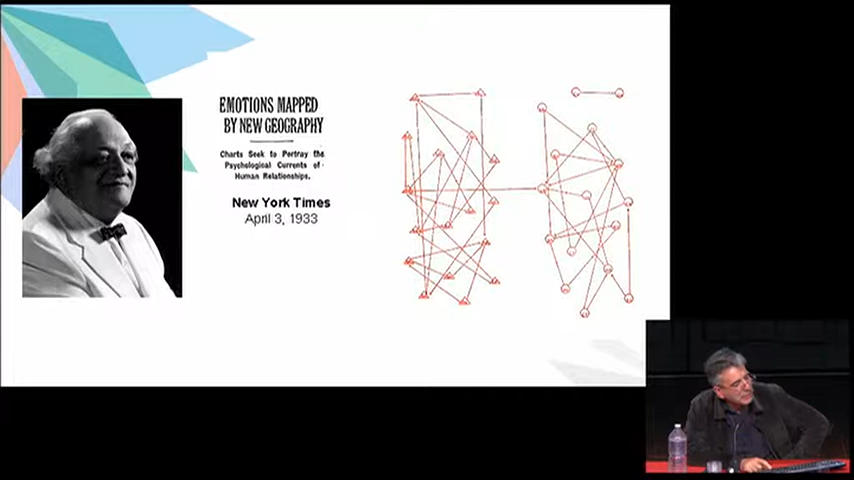 EMOTIONS MAPPED
BY NEW GEOGRAPHY
Charts Seek to Portray the
Psychological Currents of
Human Relationships.
New York Times
April 3, 1933